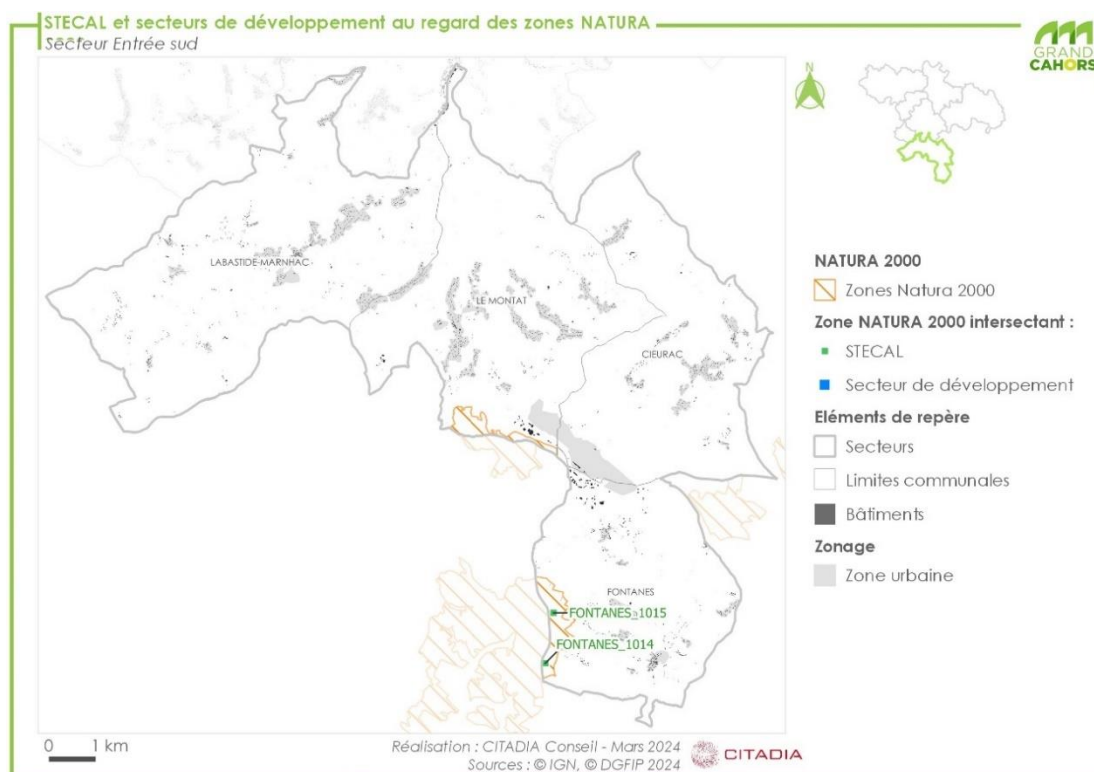 STECAL et secteurs de développement au regard des zones NATURA
Secteur Entrée sud
GRAND
CAHORS
N
LABASTIDE-MARNHAC
LE MONTAT
CIEURAC
FONTANES
FONTANES_1015
FONTANES_1014
NATURA 2000
Zones Natura 2000
Zone NATURA 2000 intersectant :
STECAL
Secteur de développement
Eléments de repère
Secteurs
Limites communales
Bâtiments
Zonage
Zone urbaine
0 1 km
Réalisation : CITADIA Conseil - Mars 2024
Sources : © IGN, © DGFIP 2024
CITADIA